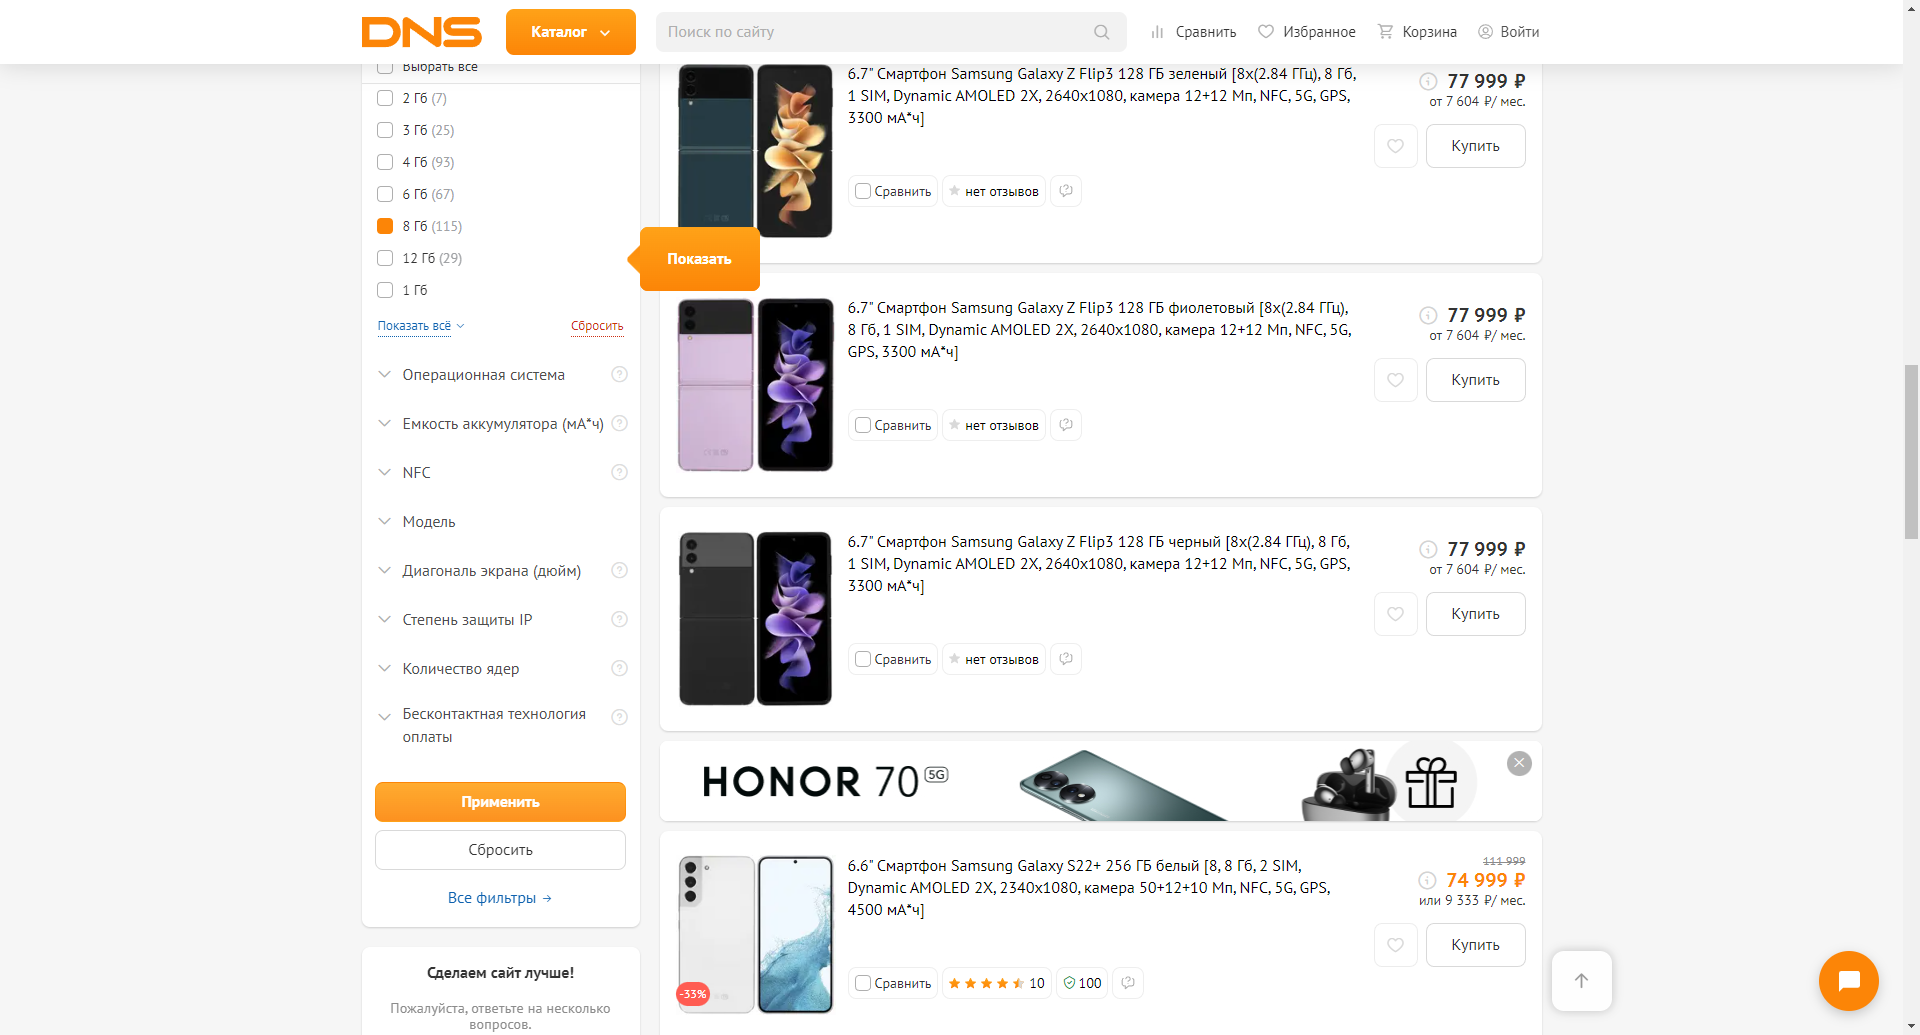 DNS
Каталог
Поиск по сайту
Сравнить
Избранное
Корзина
Войти
Выбрать все
2 Гб (7)
3 Гб (25)
4 Гб (93)
6 Гб (67)
8 Гб (115)
12 Гб (29)
1 Гб
Показать всё
Сбросить
Показать
Операционная система
Емкость аккумулятора (мА*ч)
NFC
Модель
Диагональ экрана (дюйм)
Степень защиты IP
Количество ядер
Бесконтактная технология
оплаты
Применить
Сбросить
Все фильтры →
Сделаем сайт лучше!
Пожалуйста, ответьте на несколько
вопросов.
6.7" Смартфон Samsung Galaxy Z Flip3 128 ГБ зеленый [8x(2.84 ГГц), 8 Гб,
1 SIM, Dynamic AMOLED 2X, 2640x1080, камера 12+12 Мп, NFC, 5G, GPS,
3300 мА*ч]
Сравнить
нет отзывов
77 999 ₽
от 7 604 ₽/ мес.
Купить
6.7" Смартфон Samsung Galaxy Z Flip3 128 ГБ фиолетовый [8x(2.84 ГГц),
8 Гб, 1 SIM, Dynamic AMOLED 2X, 2640x1080, камера 12+12 Мп, NFC, 5G,
GPS, 3300 мА*ч]
Сравнить
нет отзывов
77 999 ₽
от 7 604 ₽/ мес.
Купить
6.7" Смартфон Samsung Galaxy Z Flip3 128 ГБ черный [8x(2.84 ГГц), 8 Гб,
1 SIM, Dynamic AMOLED 2X, 2640x1080, камера 12+12 Мп, NFC, 5G, GPS,
3300 мА*ч]
Сравнить
нет отзывов
77 999 ₽
от 7 604 ₽/ мес.
Купить
HONOR 70 5G
6.6" Смартфон Samsung Galaxy S22+ 256 ГБ белый [8, 8 Гб, 2 SIM,
Dynamic AMOLED 2X, 2340x1080, камера 50+12+10 Мп, NFC, 5G, GPS,
4500 мА*ч]
-33%
Сравнить
10
100
111 999
74 999 ₽
или 9 333 ₽/ мес.
Купить